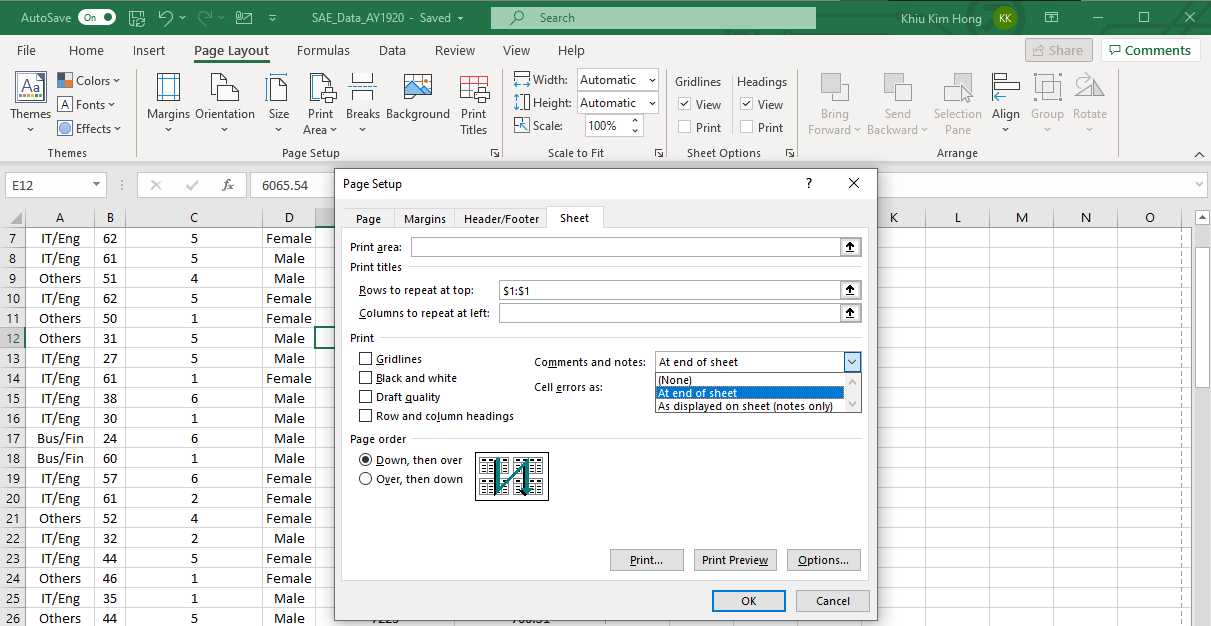 AutoSave On SAE_Data_AY1920 - Saved Search Khiu Kim Hong KK
File Home Insert Page Layout Formulas Data Review View Help Share Comments
Themes
Colors
Fonts
Effects
Themes
Margins
Orientation
Size
Print Area
Breaks
Background
Print Titles
Page Setup
Width: Automatic
Height: Automatic
Scale: 100%
Scale to Fit
Gridlines Headings
View View
Print Print
Sheet Options
Bring Forward
Send Backward
Selection Pane
Align
Group
Rotate
Arrange
E12 fx 6065.54
A B C D K L M N O
7 IT/Eng 62 5 Female
8 IT/Eng 61 5 Male
9 Others 51 4 Male
10 IT/Eng 62 5 Female
11 Others 50 1 Female
12 Others 31 5 Male
13 IT/Eng 27 5 Male
14 IT/Eng 61 1 Female
15 IT/Eng 38 6 Male
16 IT/Eng 30 1 Male
17 Bus/Fin 24 6 Male
18 Bus/Fin 60 1 Male
19 IT/Eng 57 6 Female
20 IT/Eng 61 2 Female
21 Others 52 4 Female
22 IT/Eng 32 2 Male
23 IT/Eng 44 5 Female
24 Others 46 1 Female
25 IT/Eng 35 1 Male
26 Others 44 5 Male
Page Setup ?
Page Margins Header/Footer Sheet
Print area:
Print titles
Rows to repeat at top: $1:$1
Columns to repeat at left:
Print
Gridlines
Black and white
Draft quality
Row and column headings
Comments and notes: At end of sheet
Cell errors as:
(None)
At end of sheet
As displayed on sheet (notes only)
Page order
Down, then over
Over, then down
Print... Print Preview Options...
OK Cancel